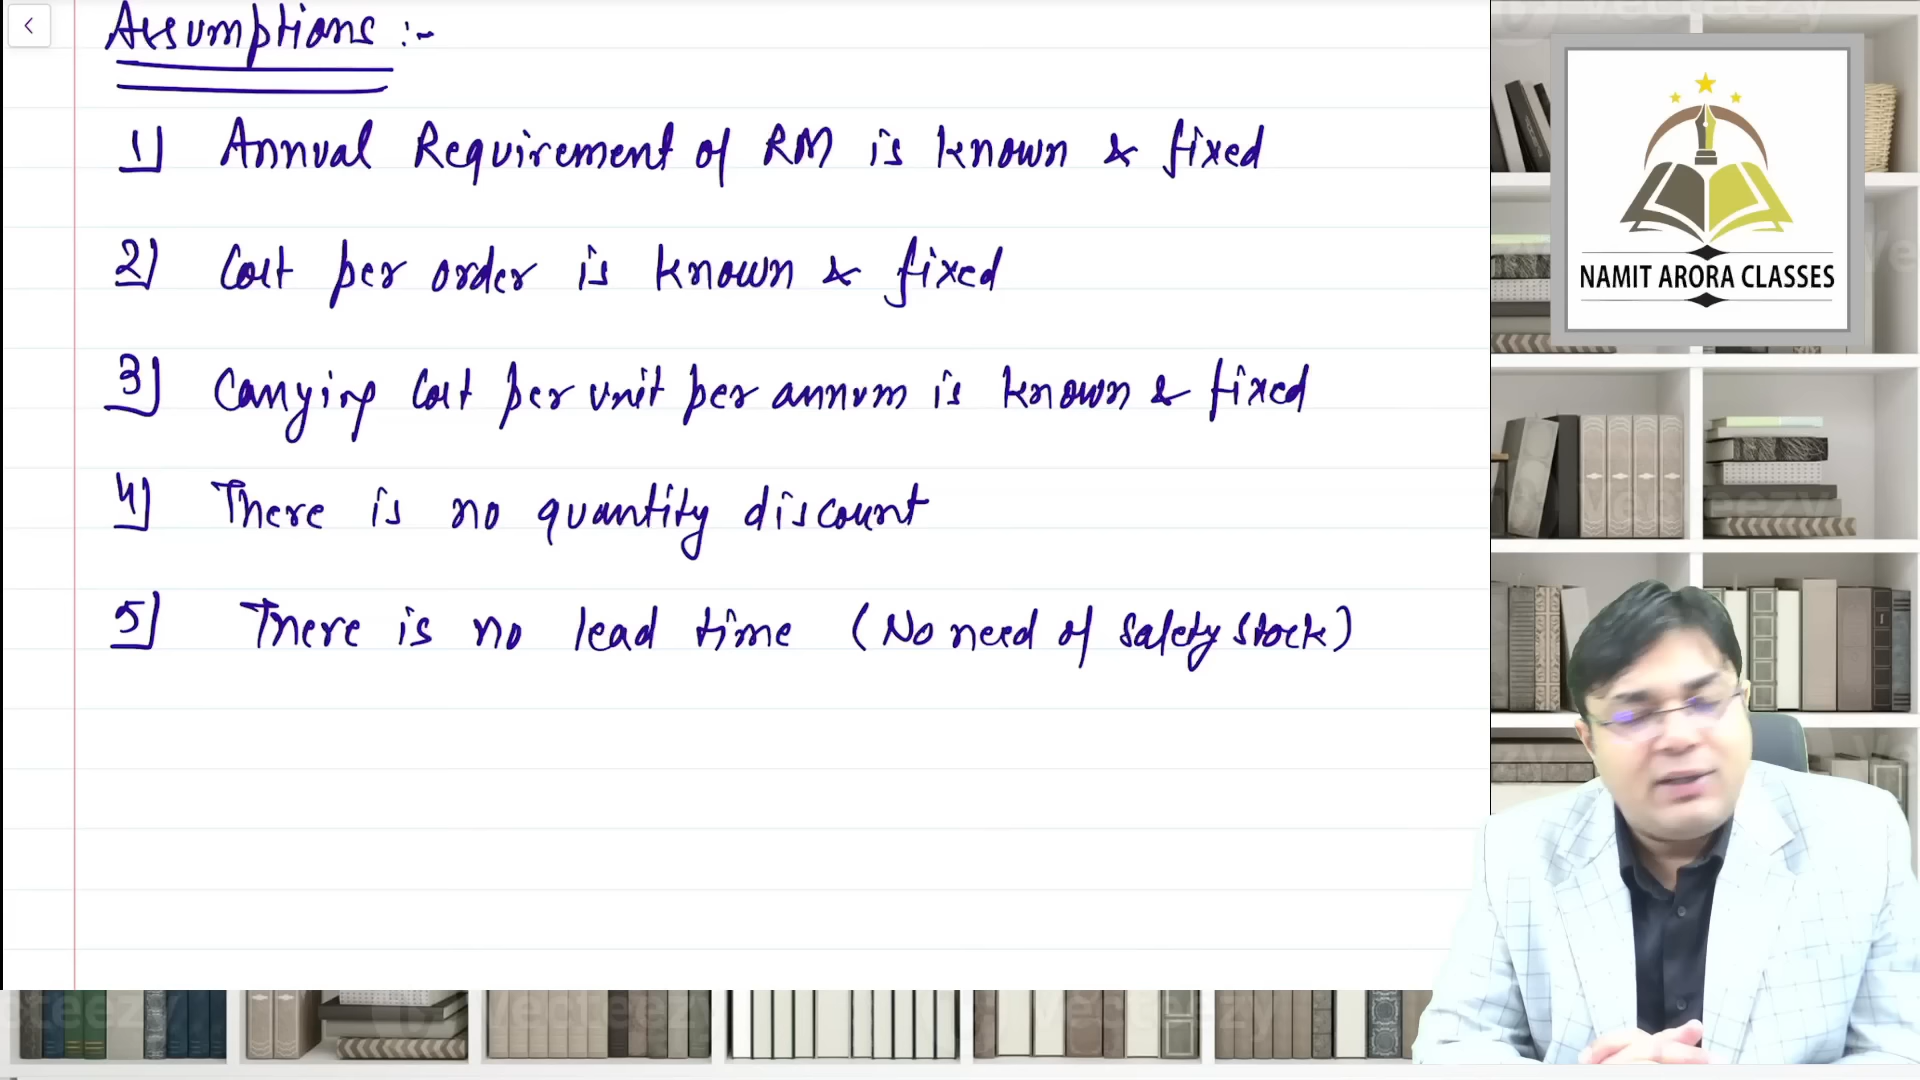 Assumptions :-
1) Annual Requirement of RM is known & fixed
2) Cost per order is known & fixed
3) Carrying Cost per unit per annum is known & fixed
4) There is no quantity discount
5) There is no lead time (No need of Safety Stock)
NAMIT ARORA CLASSES